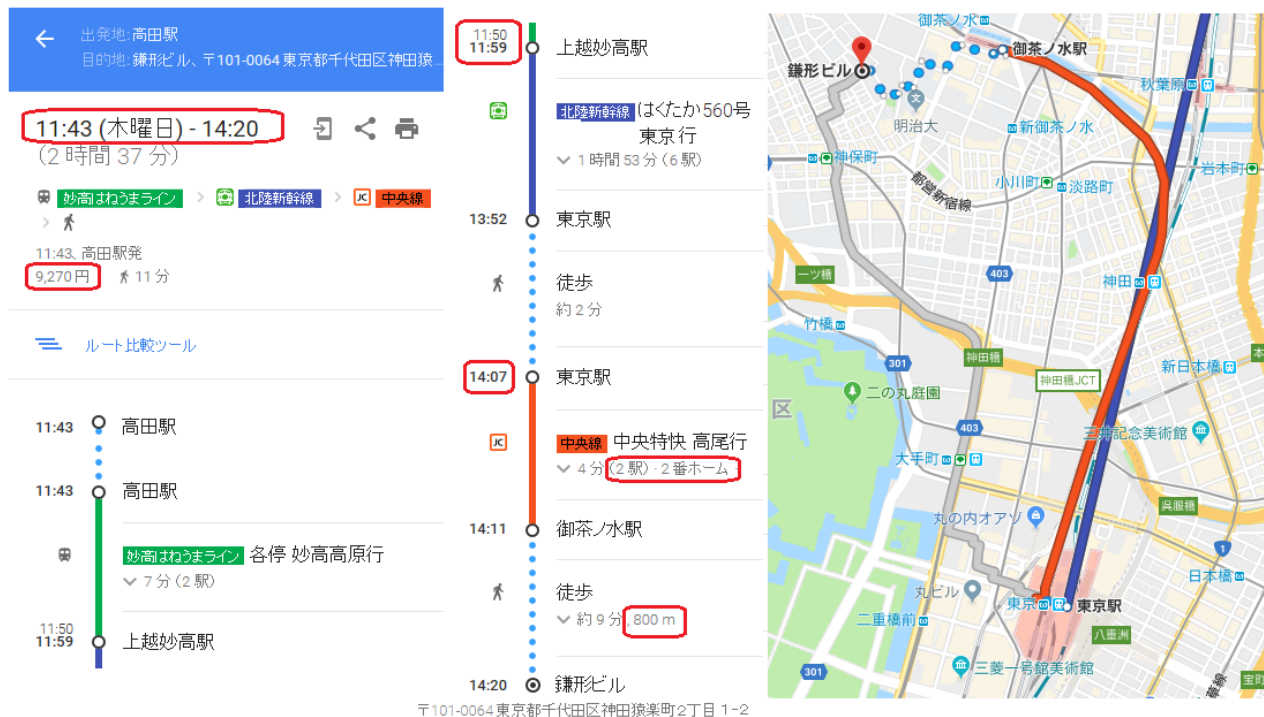 出発地:高田駅
目的地:鎌形ビル、〒101-0064 東京都千代田区神田猿...
11:43 (木曜日) - 14:20
(2 時間 37 分)
妙高はねうまライン > 北陸新幹線 > JC 中央線
>
11:43、高田駅発
9,270円 11 分
ルート比較ツール
11:43 高田駅
11:43 高田駅
妙高はねうまライン 各停 妙高高原行
7 分 (2 駅)
11:50
11:59 上越妙高駅
11:50
11:59 上越妙高駅
北陸新幹線 (はくたか560号
東京行
1 時間 53 分 (6 駅)
13:52 東京駅
徒歩
約 2 分
14:07 東京駅
JC 中央線 中央特快 高尾行
4 分 (2 駅) · 2 番ホーム
14:11 御茶ノ水駅
徒歩
約 9 分, 800 m
14:20 鎌形ビル
〒101-0064 東京都千代田区神田猿楽町2丁目 1-2
御茶ノ水
御茶ノ水駅
鎌形ビル
秋葉原
文
明治大
新御茶ノ水
神保町
岩本町
小川町
淡路町
都営新宿線
403
一ツ橋
神田
竹橋
301
神田橋
新日本橋
神田橋JCT
二の丸庭園
区
403
三井記念美術館
大手町
呉服橋
丸の内オアゾ
1
日本橋
丸ビル
東京
東京駅
二重橋前
八重洲
301
三菱一号館美術館
宝町